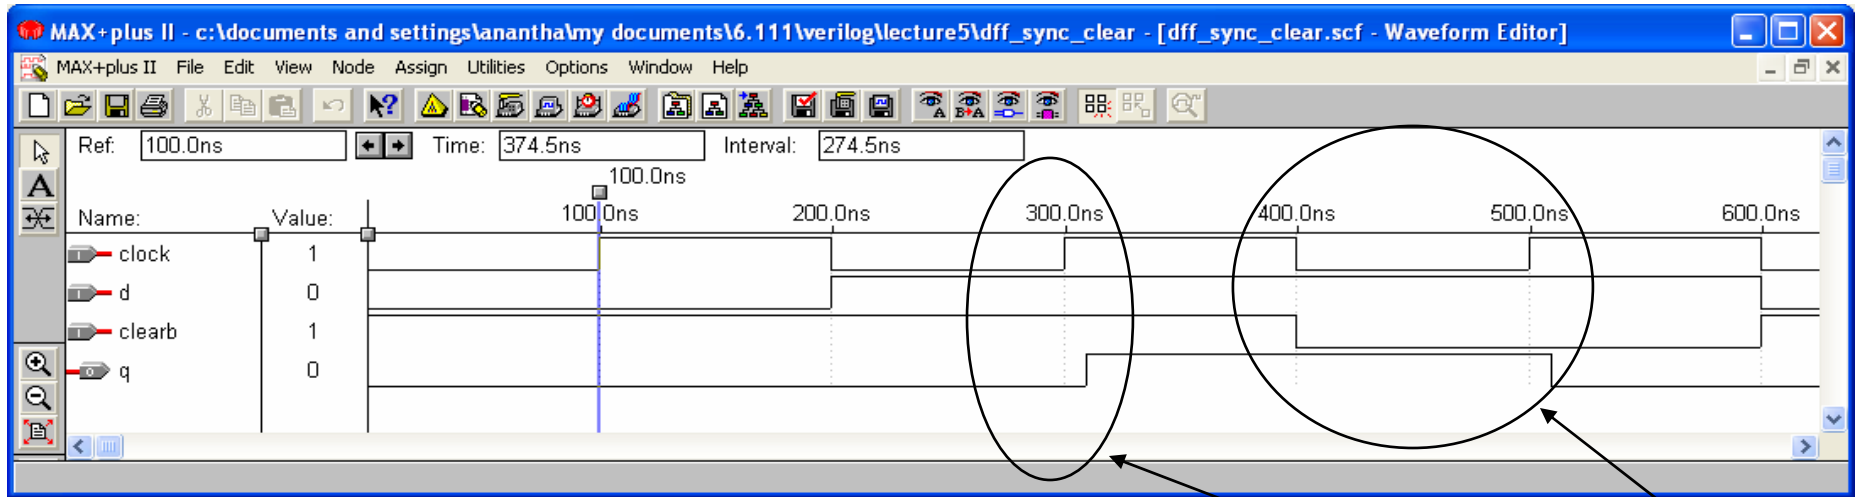 MAX+plus II - c:\documents and settings\anantha\my documents\6.111\verilog\lecture5\dff_sync_clear - [dff_sync_clear.scf - Waveform Editor]
MAX+plus II File Edit View Node Assign Utilities Options Window Help
Ref: 100.0ns Time: 374.5ns Interval: 274.5ns
100.0ns
Name: Value: 100.0ns 200.0ns 300.0ns 400.0ns 500.0ns 600.0ns
clock 1
d 0
clearb 1
q 0